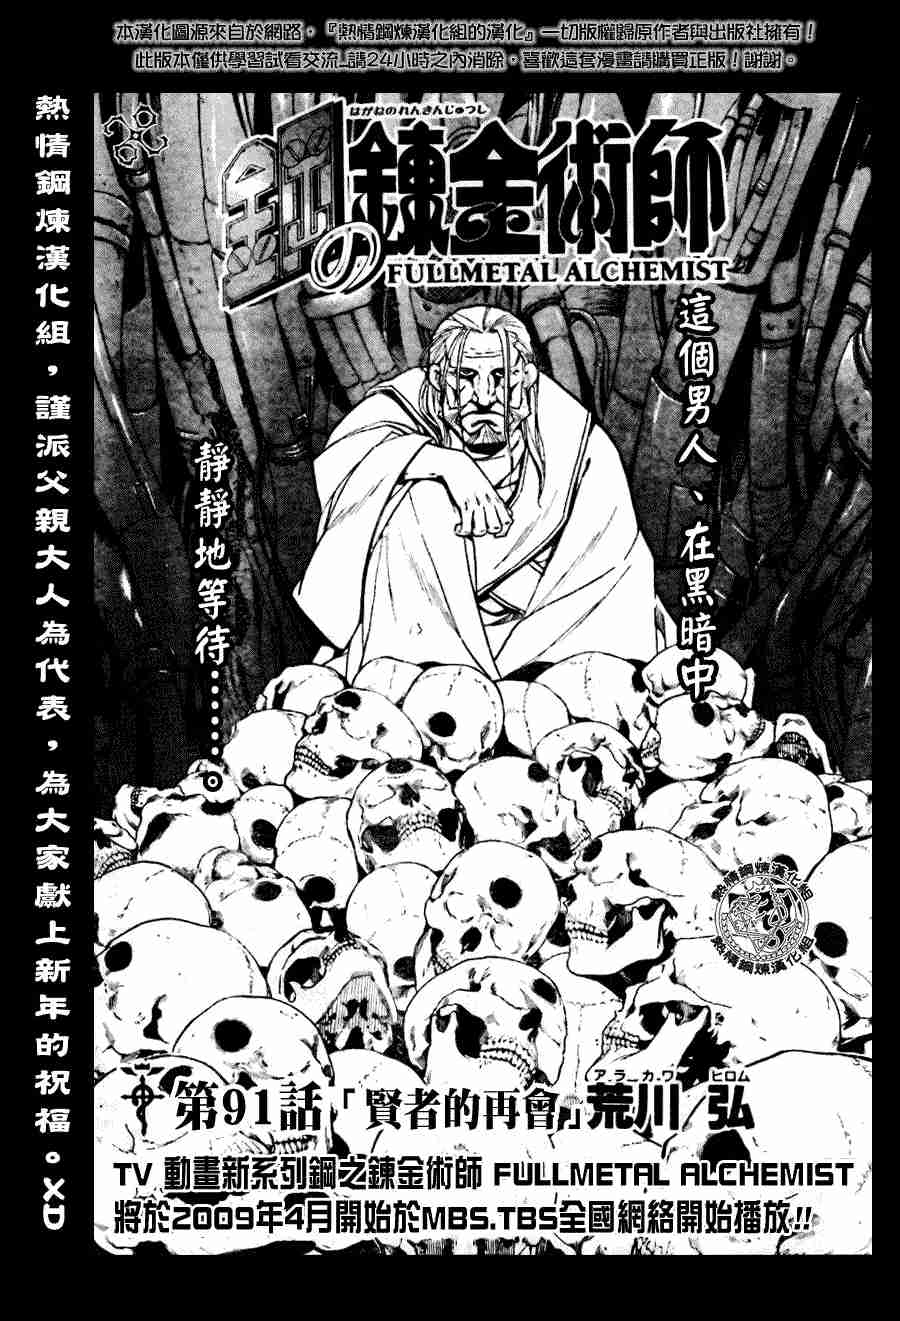 本漢化圖源來自於網路，『熱情鋼煉漢化組的漢化』一切版權歸原作者與出版社擁有！
此版本僅供學習試看交流，請24小時之內消除，喜歡這套漫畫請購買正版！謝謝。
熱情鋼煉漢化組，謹派父親大人為代表，為大家獻上新年的祝福。XD
はがねのれんきんじゅつし
鋼の錬金術師
FULLMETAL ALCHEMIST
這個男人、在黑暗中
靜靜地等待………。
熱情鋼煉漢化組
熱情鋼煉漢化組
第91話「賢者的再會」
アラカワ ヒロム
荒川 弘
TV 動畫新系列鋼之鍊金術師 FULLMETAL ALCHEMIST
將於2009年4月開始於MBS.TBS全國網絡開始播放!!